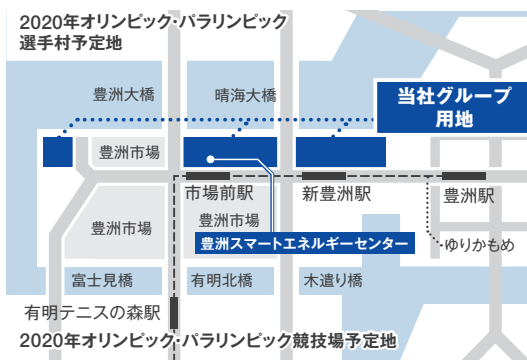 2020年オリンピック・パラリンピック
選手村予定地
豊洲大橋
晴海大橋
当社グループ
用地
豊洲市場
市場前駅
新豊洲駅
豊洲駅
豊洲市場
豊洲市場
豊洲スマートエネルギーセンター
ゆりかもめ
富士見橋
有明北橋
木遣り橋
有明テニスの森駅
2020年オリンピック・パラリンピック競技場予定地